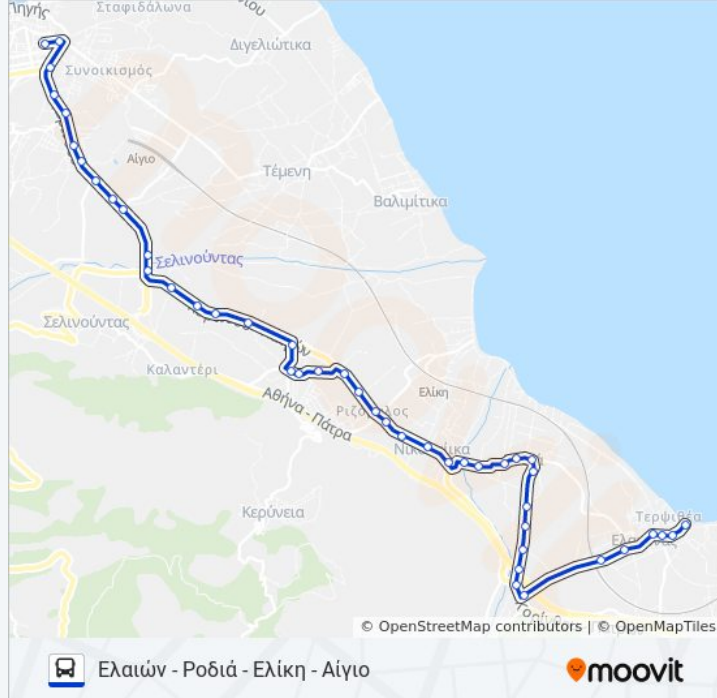 Πηγής
Σταφιδάλωνα
Διγελιώτικα
Συνοικισμός
Αίγιο
Τέμενη
Βαλιμίτικα
Σελινούντας
Σελινούντας
Καλαντέρι
Αθήνα - Πάτρα
Ελίκη
Κερύνεια
Τερψιθέα
© OpenStreetMap contributors | © OpenMapTiles
Ελαιών - Ροδιά - Ελίκη - Αίγιο
moovit